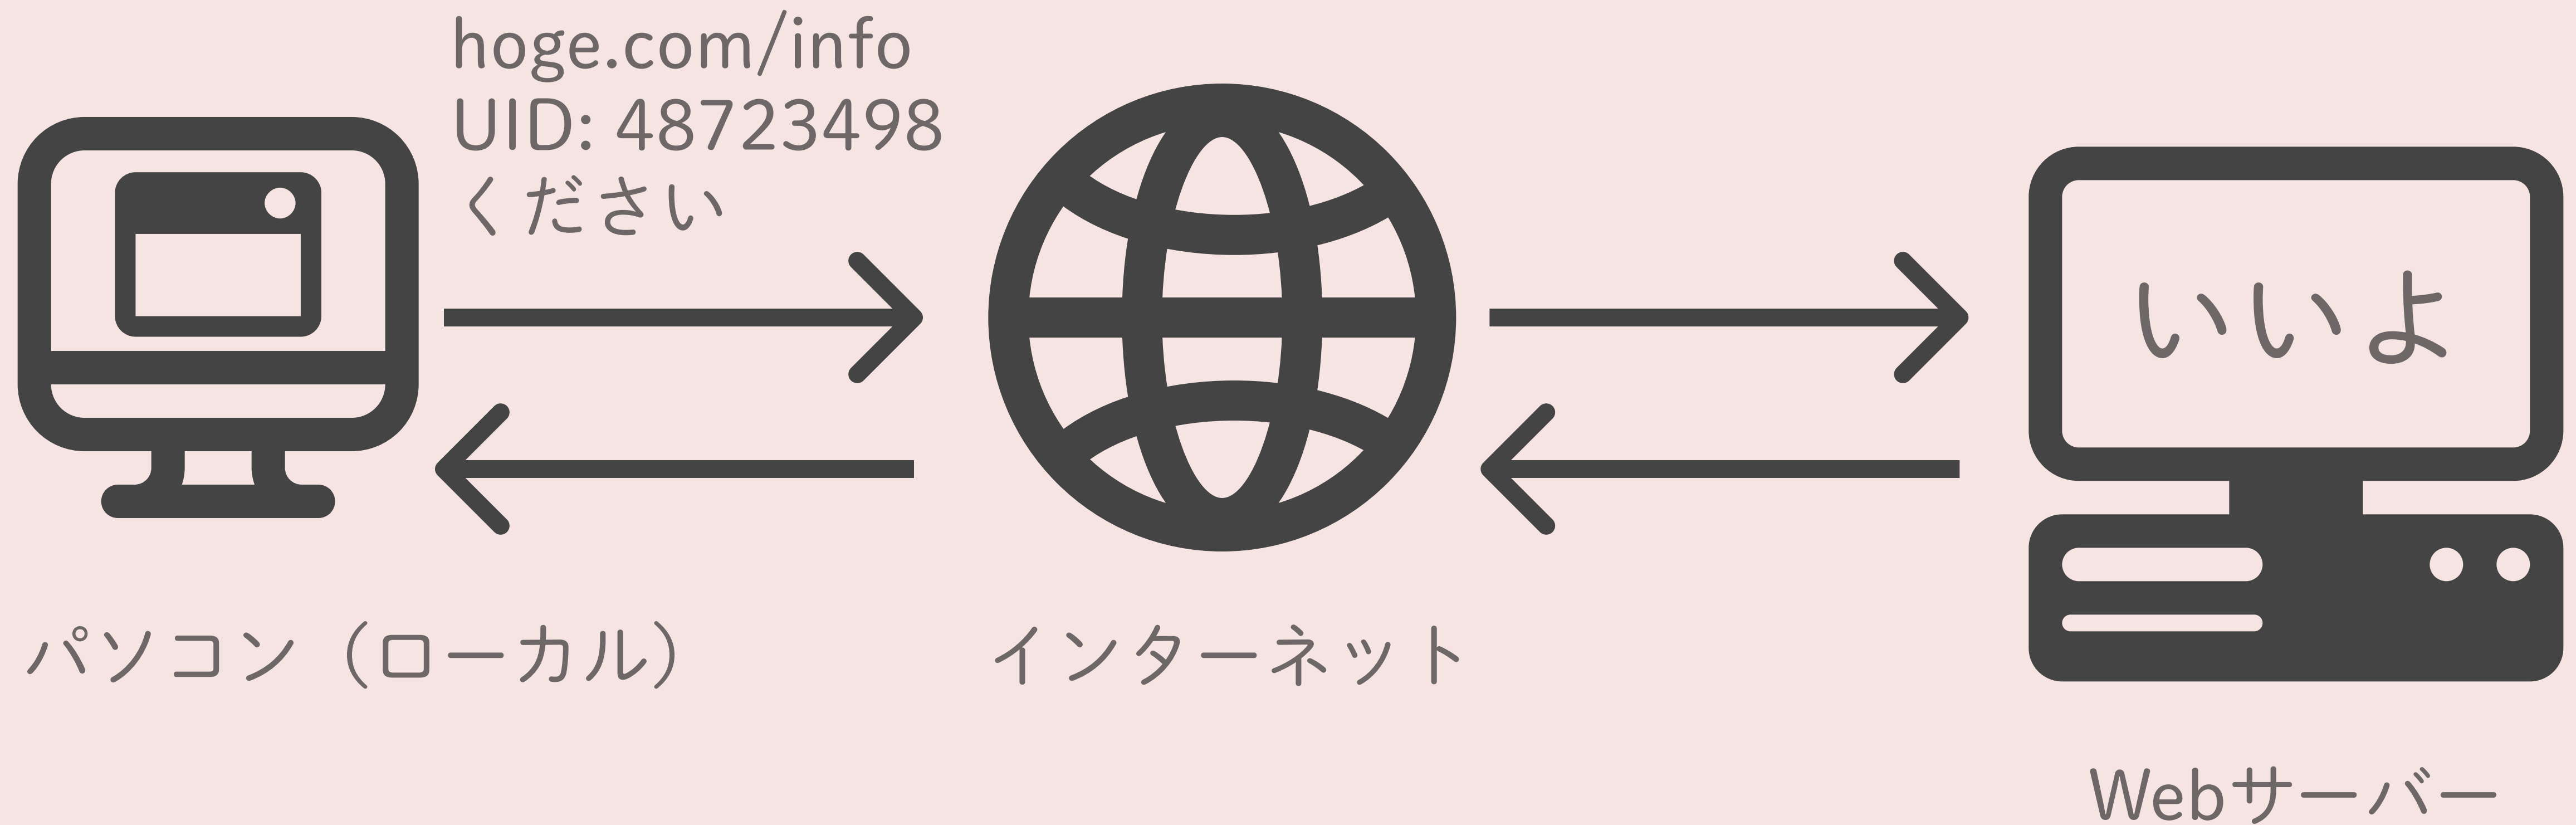 hoge.com/info
UID: 48723498
ください
いいよ
パソコン（ローカル）
インターネット
Webサーバー